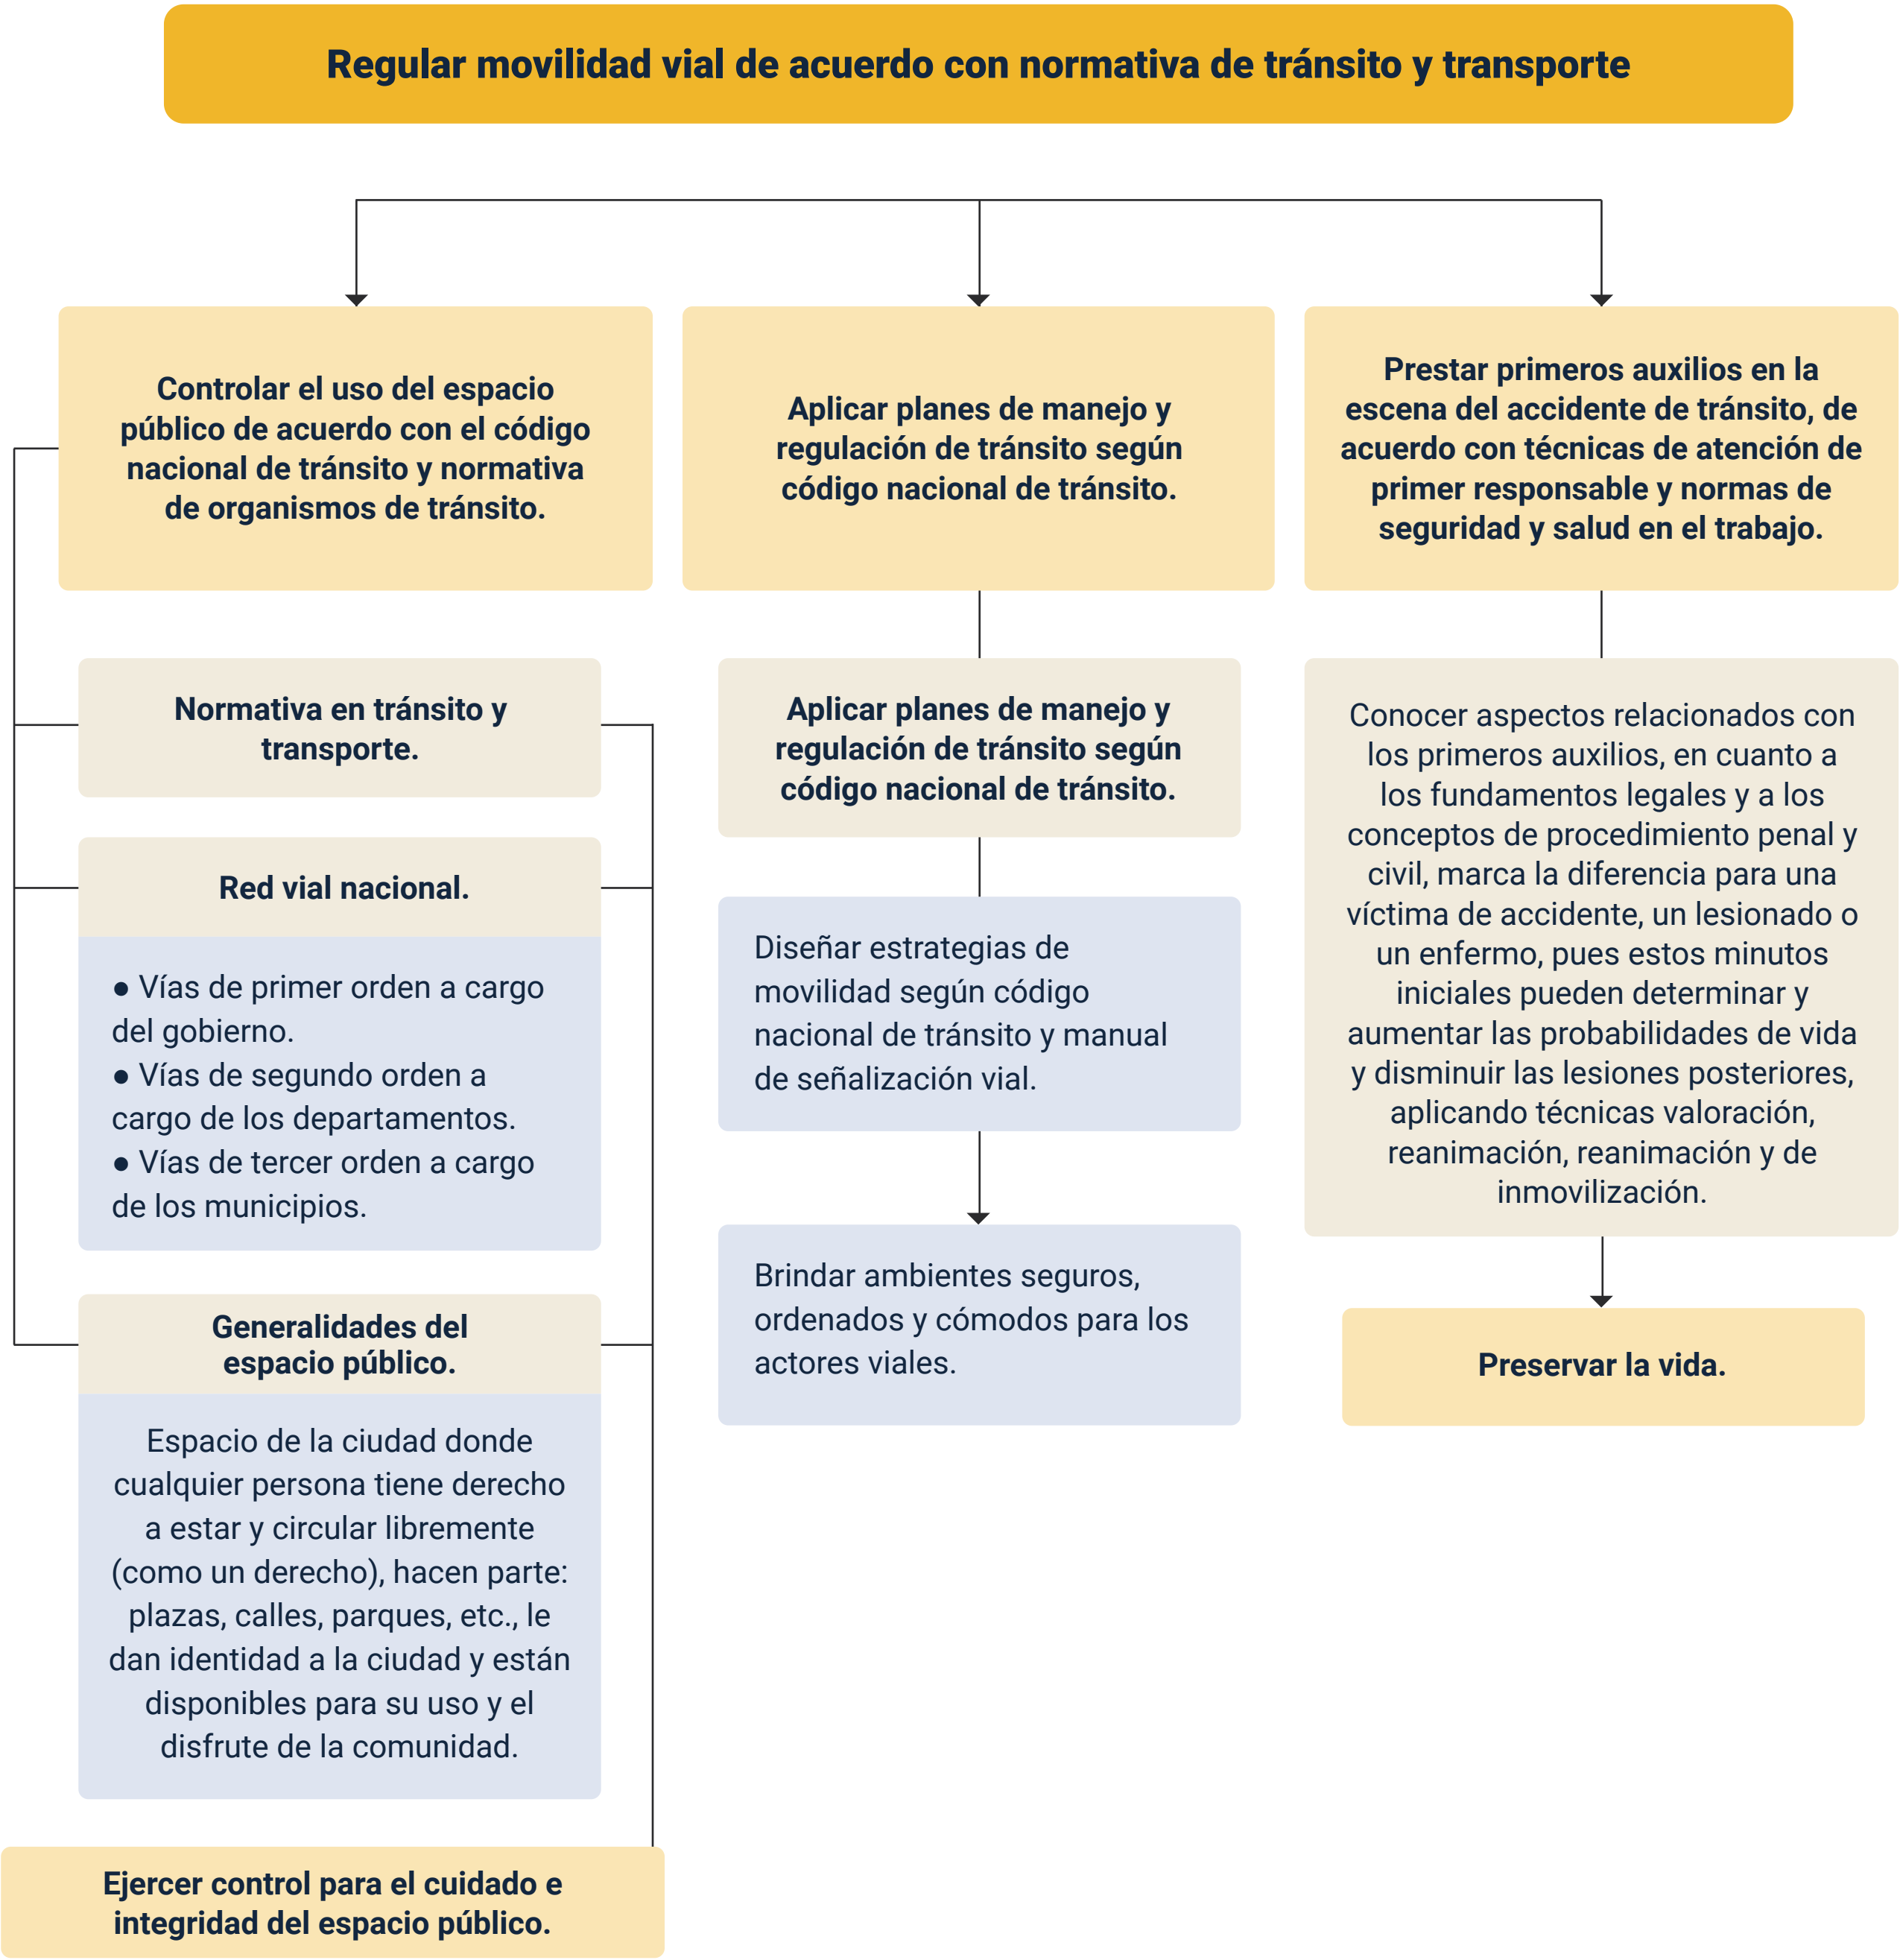 Regular movilidad vial de acuerdo con normativa de tránsito y transporte
Controlar el uso del espacio
público de acuerdo con el código
nacional de tránsito y normativa
de organismos de tránsito.
Normativa en tránsito y
transporte.
Red vial nacional.
● Vías de primer orden a cargo
del gobierno.
● Vías de segundo orden a
cargo de los departamentos.
● Vías de tercer orden a cargo
de los municipios.
Generalidades del
espacio público.
Espacio de la ciudad donde
cualquier persona tiene derecho
a estar y circular libremente
(como un derecho), hacen parte:
plazas, calles, parques, etc., le
dan identidad a la ciudad y están
disponibles para su uso y el
disfrute de la comunidad.
Ejercer control para el cuidado e
integridad del espacio público.
Aplicar planes de manejo y
regulación de tránsito según
código nacional de tránsito.
Aplicar planes de manejo y
regulación de tránsito según
código nacional de tránsito.
Diseñar estrategias de
movilidad según código
nacional de tránsito y manual
de señalización vial.
Brindar ambientes seguros,
ordenados y cómodos para los
actores viales.
Prestar primeros auxilios en la
escena del accidente de tránsito, de
acuerdo con técnicas de atención de
primer responsable y normas de
seguridad y salud en el trabajo.
Conocer aspectos relacionados con
los primeros auxilios, en cuanto a
los fundamentos legales y a los
conceptos de procedimiento penal y
civil, marca la diferencia para una
víctima de accidente, un lesionado o
un enfermo, pues estos minutos
iniciales pueden determinar y
aumentar las probabilidades de vida
y disminuir las lesiones posteriores,
aplicando técnicas valoración,
reanimación, reanimación y de
inmovilización.
Preservar la vida.